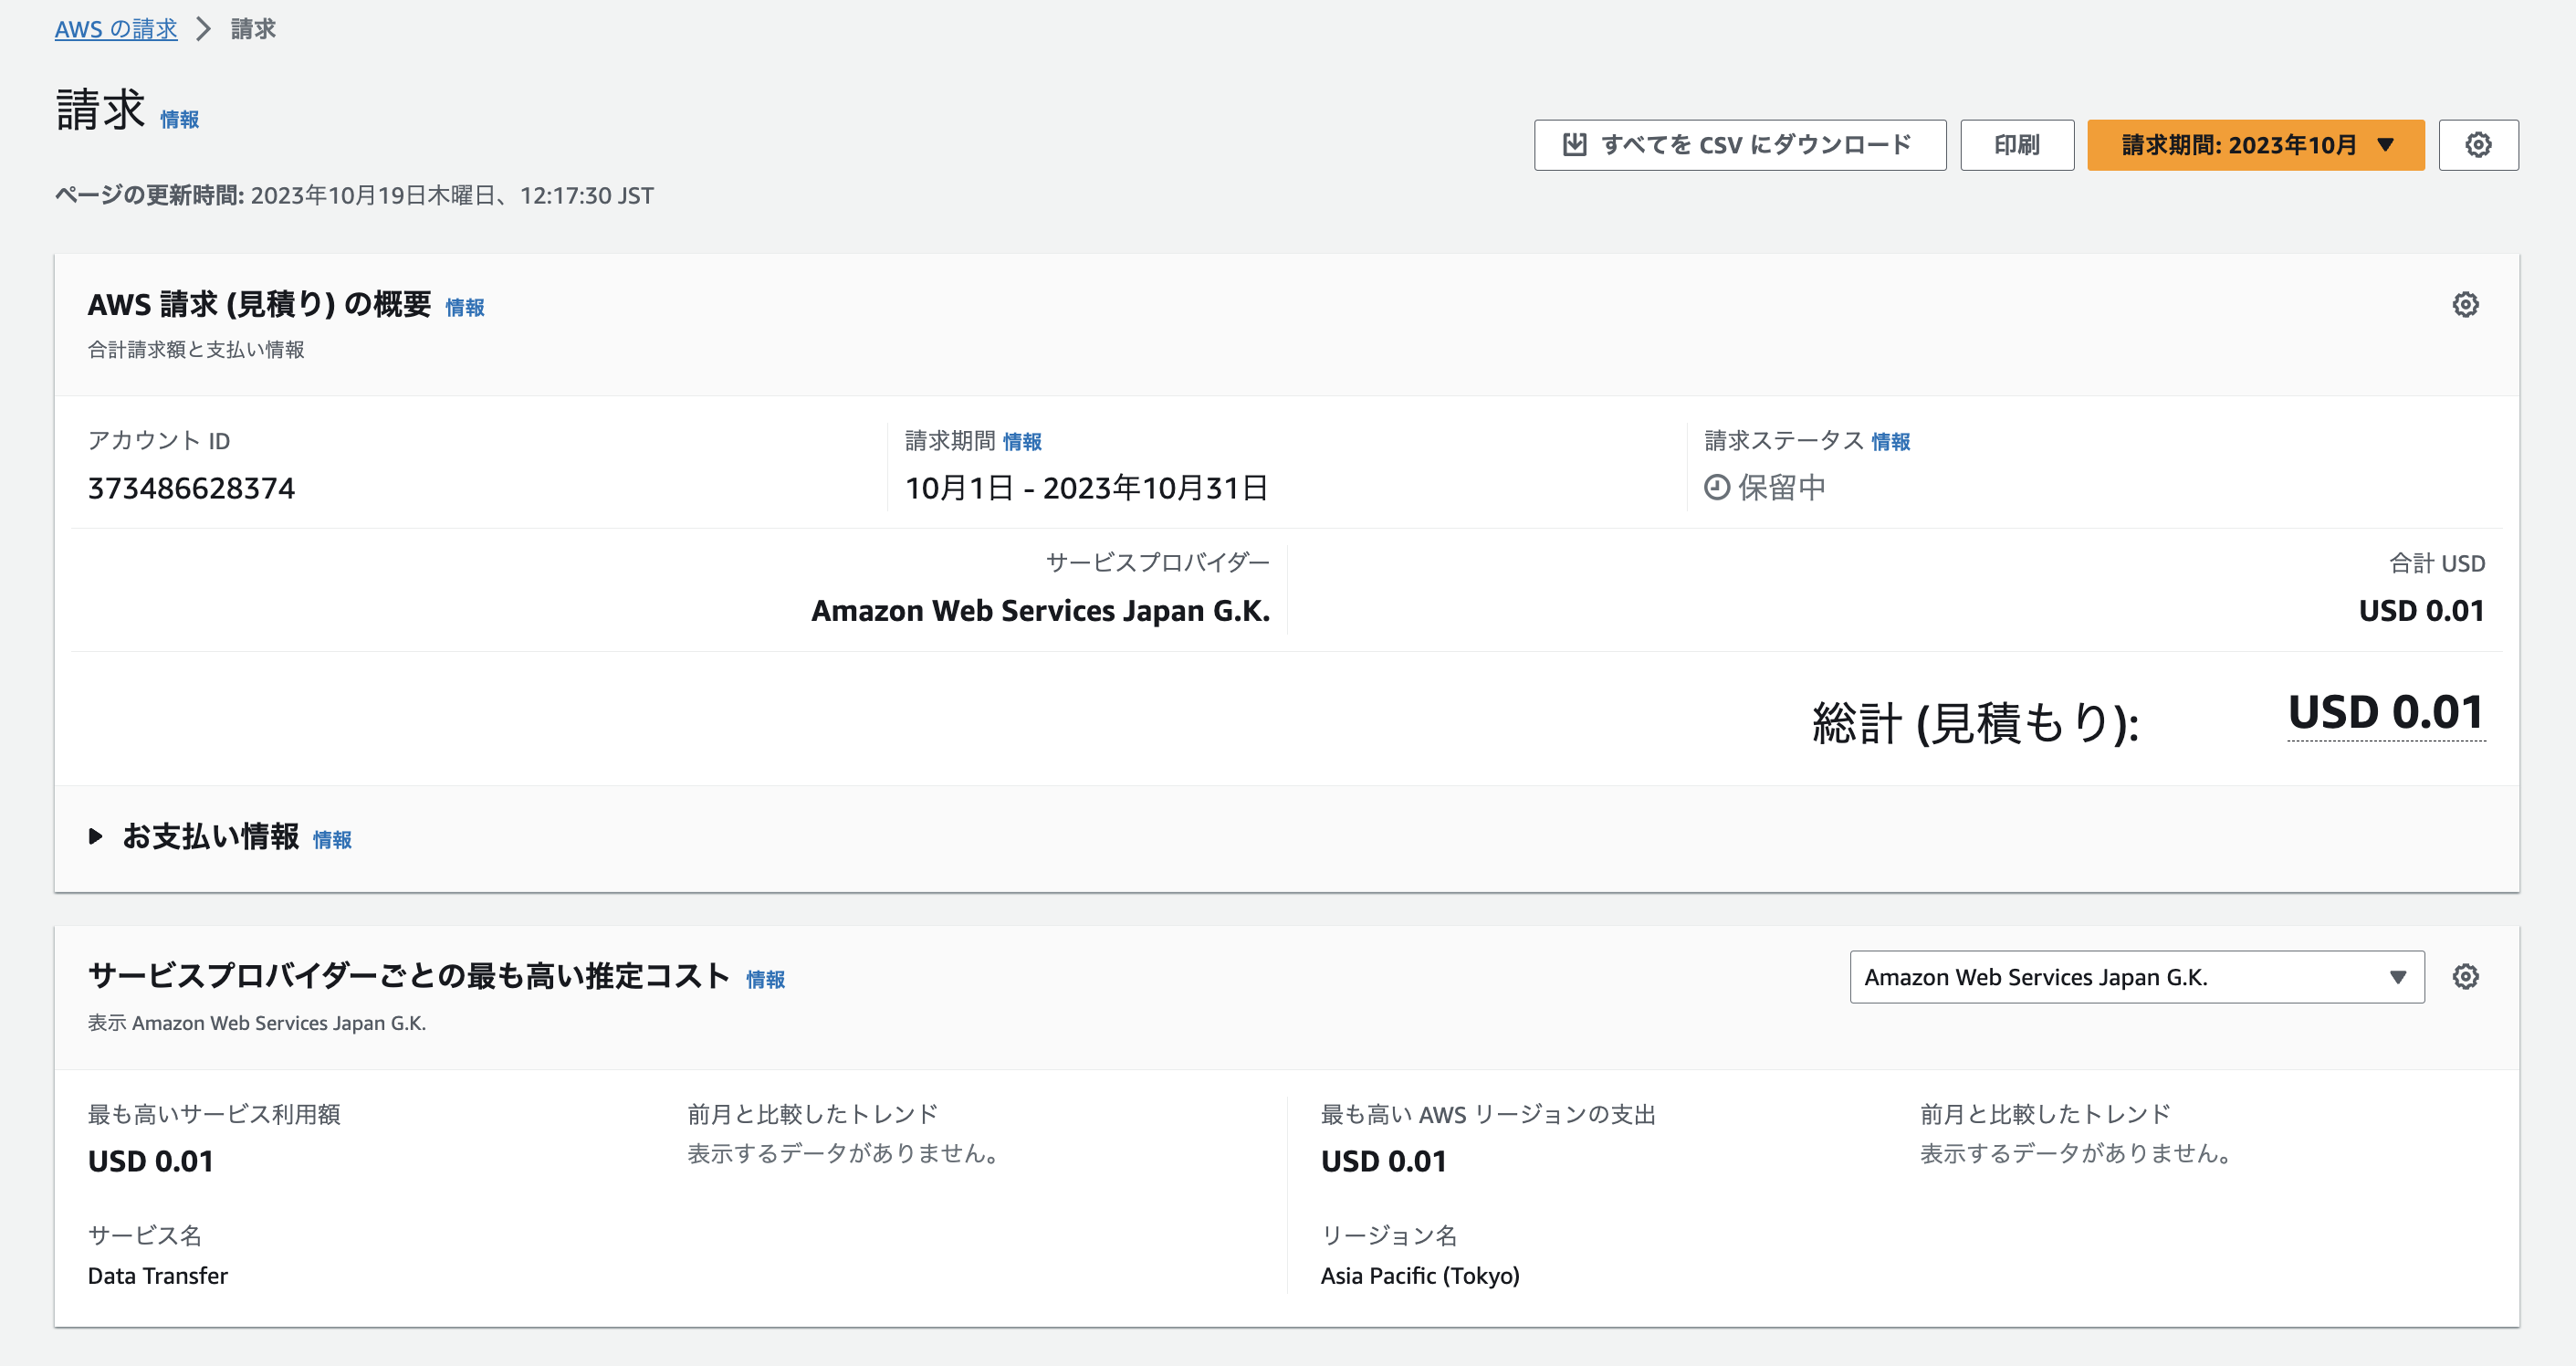 AWS の請求 > 請求
請求 情報
すべてを CSV にダウンロード 印刷 請求期間: 2023年10月
ページの更新時間: 2023年10月19日木曜日、12:17:30 JST
AWS 請求 (見積り) の概要 情報
合計請求額と支払い情報
アカウント ID 請求期間 情報 請求ステータス 情報
373486628374 10月1日 - 2023年10月31日 保留中
サービスプロバイダー 合計 USD
Amazon Web Services Japan G.K. USD 0.01
総計 (見積もり): USD 0.01
お支払い情報 情報
サービスプロバイダーごとの最も高い推定コスト 情報 Amazon Web Services Japan G.K.
表示 Amazon Web Services Japan G.K.
最も高いサービス利用額 前月と比較したトレンド 最も高い AWS リージョンの支出 前月と比較したトレンド
USD 0.01 表示するデータがありません。 USD 0.01 表示するデータがありません。
サービス名 リージョン名
Data Transfer Asia Pacific (Tokyo)